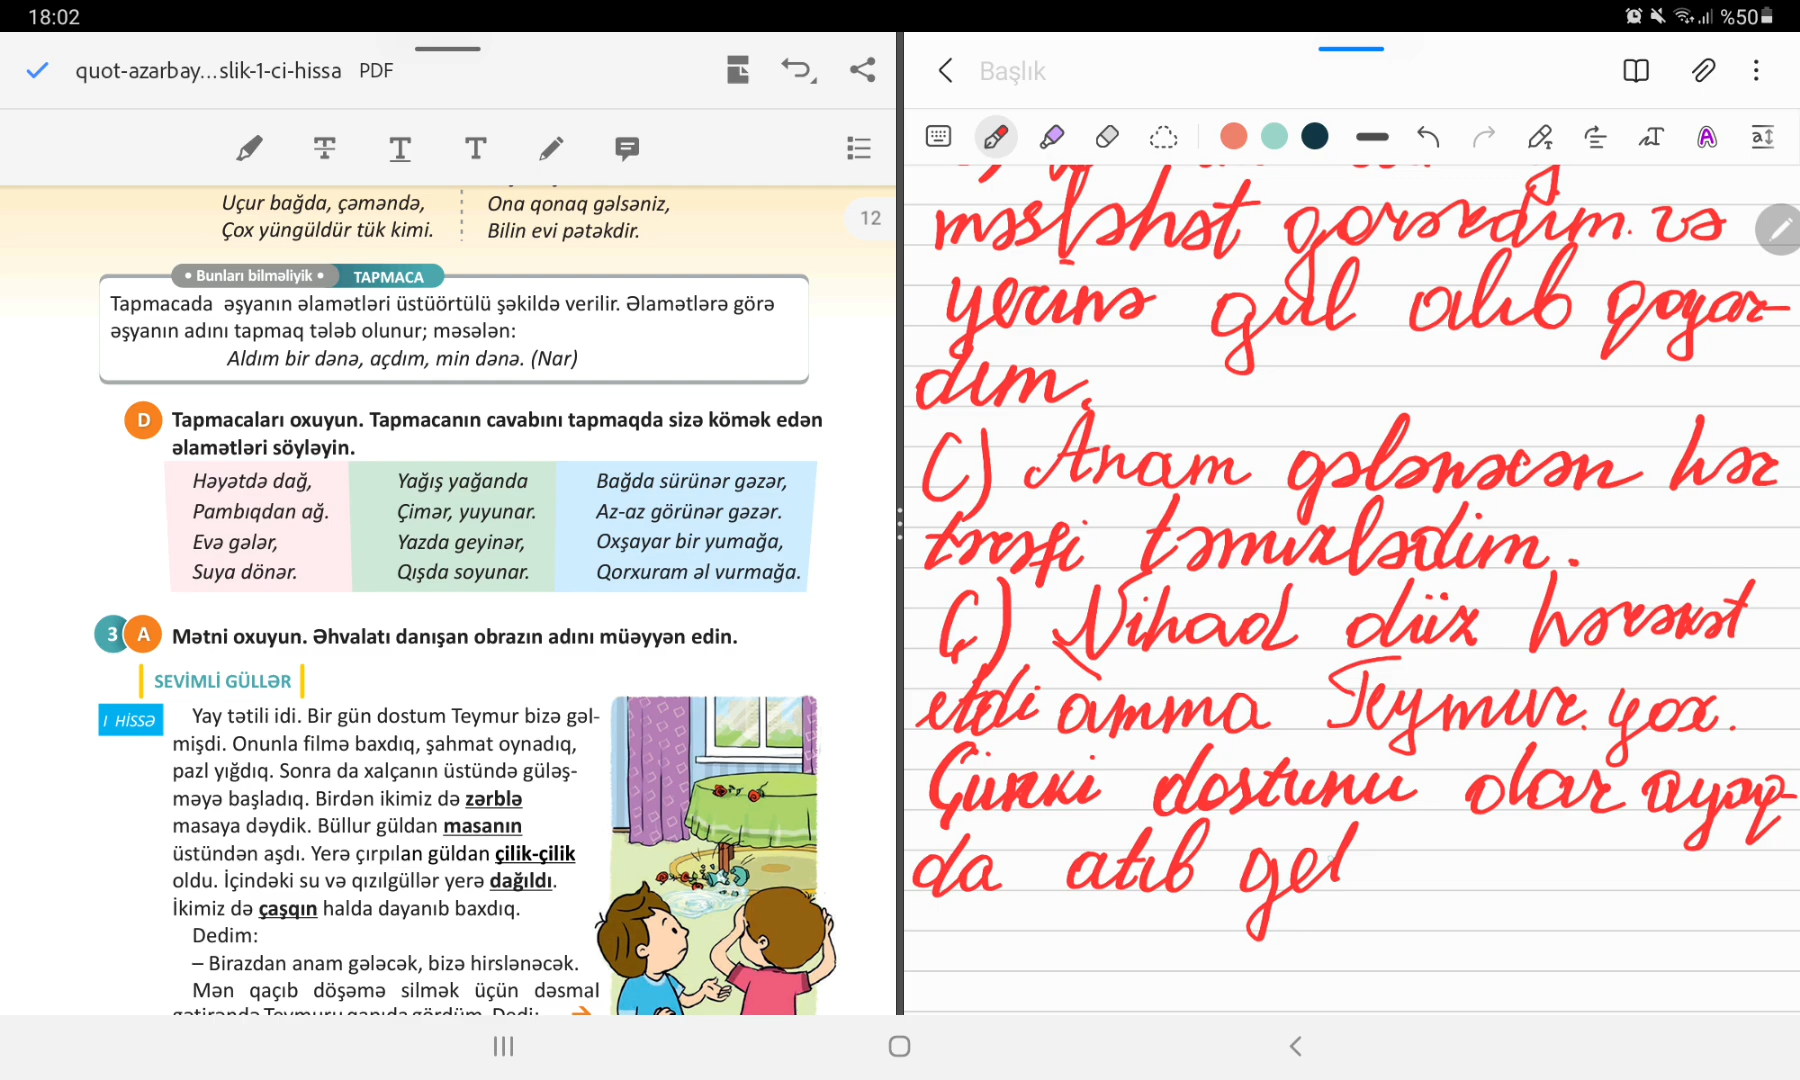 18:02
%50
quot-azarbay...slik-1-ci-hissa PDF
Uçur bağda, çəməndə,
Çox yüngüldür tük kimi.
Ona qonaq gəlsəniz,
Bilin evi pətəkdir.
12
• Bunları bilməliyik • TAPMACA
Tapmacada əşyanın əlamətləri üstüörtülü şəkildə verilir. Əlamətlərə görə
əşyanın adını tapmaq tələb olunur; məsələn:
Aldım bir dənə, açdım, min dənə. (Nar)
D Tapmacaları oxuyun. Tapmacanın cavabını tapmaqda sizə kömək edən
əlamətləri söyləyin.
Həyətdə dağ,
Pambıqdan ağ.
Evə gələr,
Suya dönər.
Yağış yağanda
Çimər, yuyunar.
Yazda geyinər,
Qışda soyunar.
Bağda sürünər gəzər,
Az-az görünər gəzər.
Oxşayar bir yumağa,
Qorxuram əl vurmağa.
3 A Mətni oxuyun. Əhvalatı danışan obrazın adını müəyyən edin.
SEVİMLİ GÜLLƏR
I HİSSƏ
Yay tətili idi. Bir gün dostum Teymur bizə gəl-
mişdi. Onunla filmə baxdıq, şahmat oynadıq,
pazl yığdıq. Sonra da xalçanın üstündə güləş-
məyə başladıq. Birdən ikimiz də zərblə
masaya dəydik. Büllur güldan masanın
üstündən aşdı. Yerə çırpılan güldan çilik-çilik
oldu. İçindəki su və qızılgüllər yerə dağıldı.
İkimiz də çaşqın halda dayanıb baxdıq.
Dedim:
– Birazdan anam gələcək, bizə hirslənəcək.
Mən qaçıb döşəmə silmək üçün dəsmal
gətirəndə Teymuru qapıda gördüm. Dedi:
Başlık
məsləhət görərdim. və
yerinə gül alıb qoyar-
dım.
C) Anam gələnəcən hər
tərəfi təmizlədim.
Ç) Nihad düz hərəkət
etdi amma Teymur yox.
Çünki dostunu olar ayaq-
da atıb gel